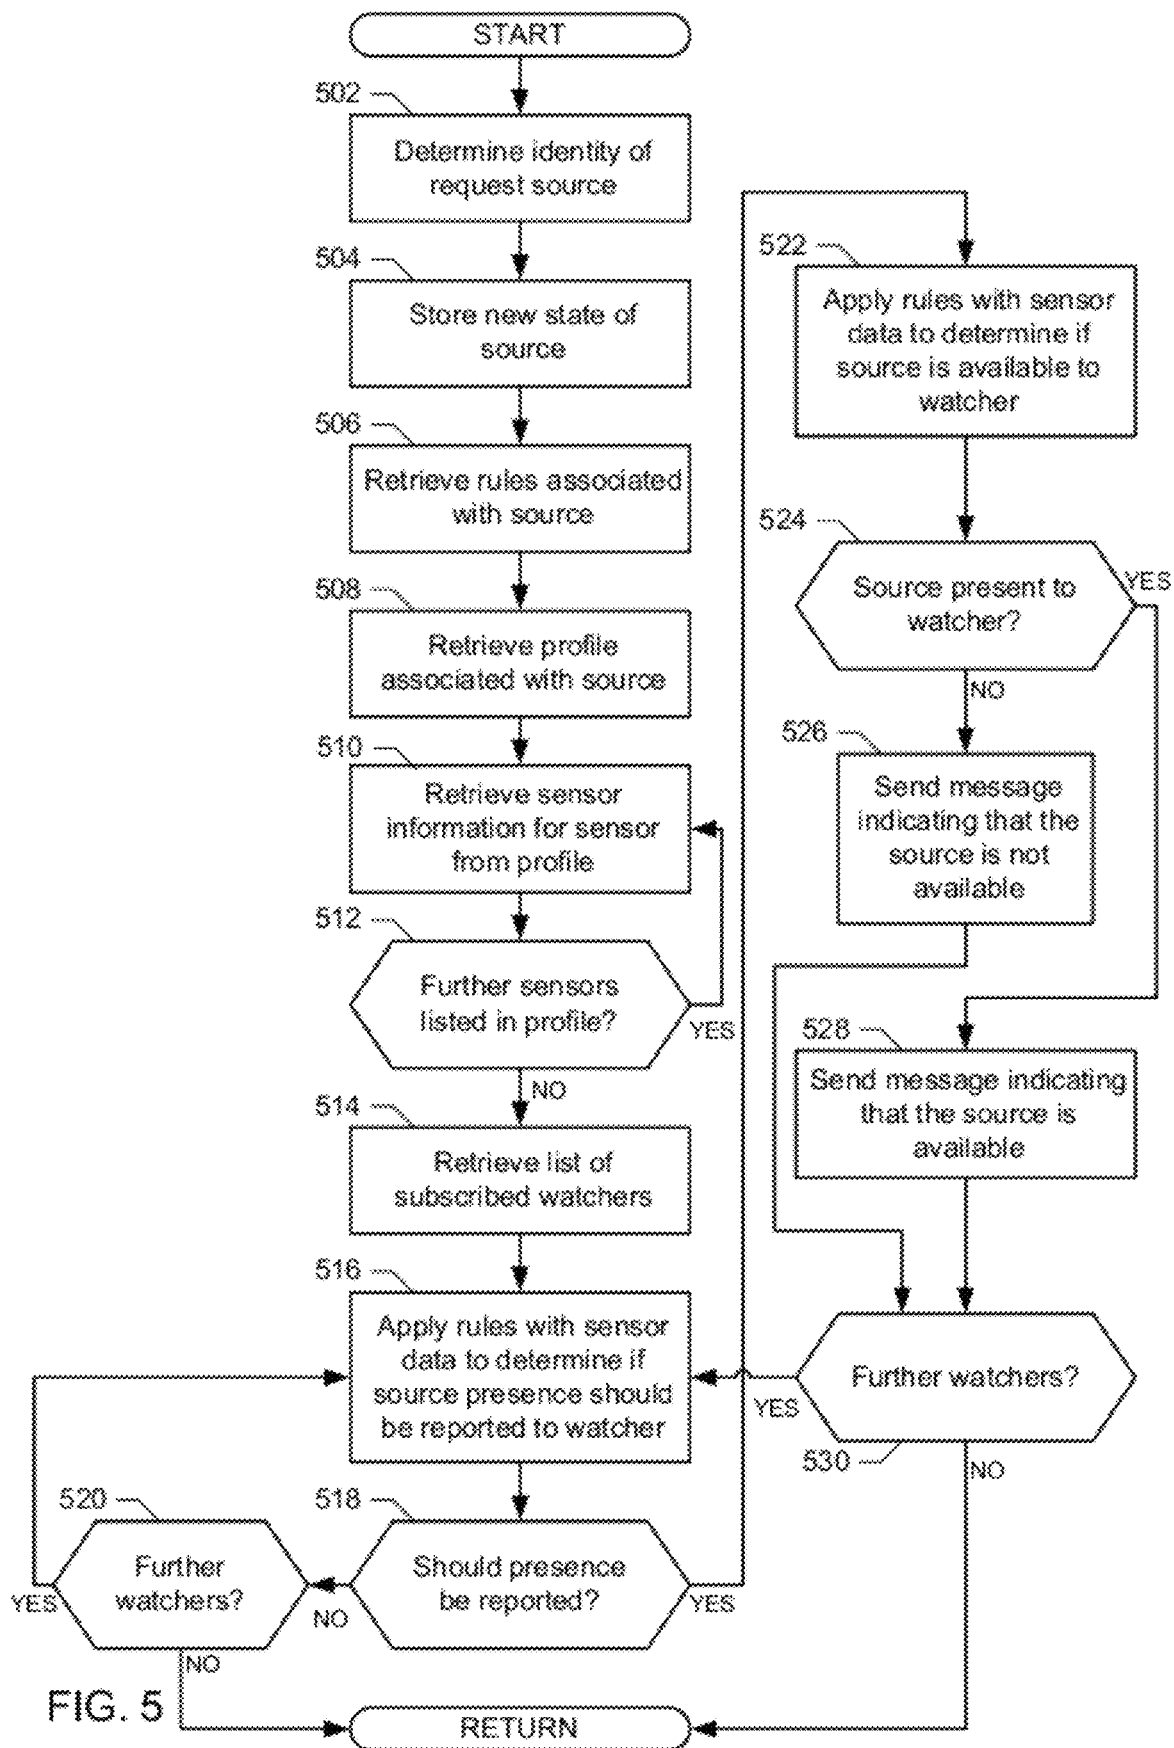 START
502
Determine identity of
request source
504
Store new state of
source
506
Retrieve rules associated
with source
508
Retrieve profile
associated with source
510
Retrieve sensor
information for sensor
from profile
512
Further sensors
listed in profile?
YES
NO
514
Retrieve list of
subscribed watchers
516
Apply rules with sensor
data to determine if
source presence should
be reported to watcher
518
Should presence
be reported?
YES
NO
520
Further
watchers?
YES
NO
522
Apply rules with sensor
data to determine if
source is available to
watcher
524
Source present to
watcher?
YES
NO
526
Send message
indicating that the
source is not
available
528
Send message indicating
that the source is
available
Further watchers?
YES
530
NO
RETURN
FIG. 5